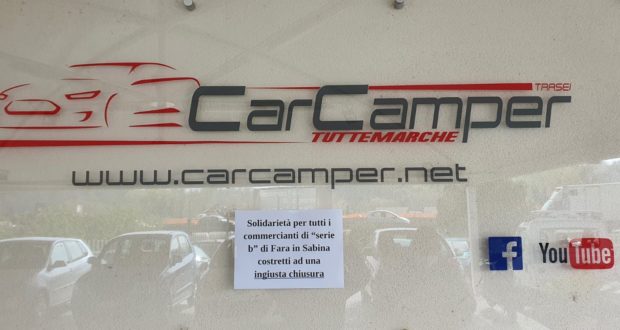 TRASEI
CarCamper
TUTTEMARCHE
www.carcamper.net
Solidarietà per tutti i
commercianti di “serie
b” di Fara in Sabina
costretti ad una
ingiusta chiusura
f YouTube